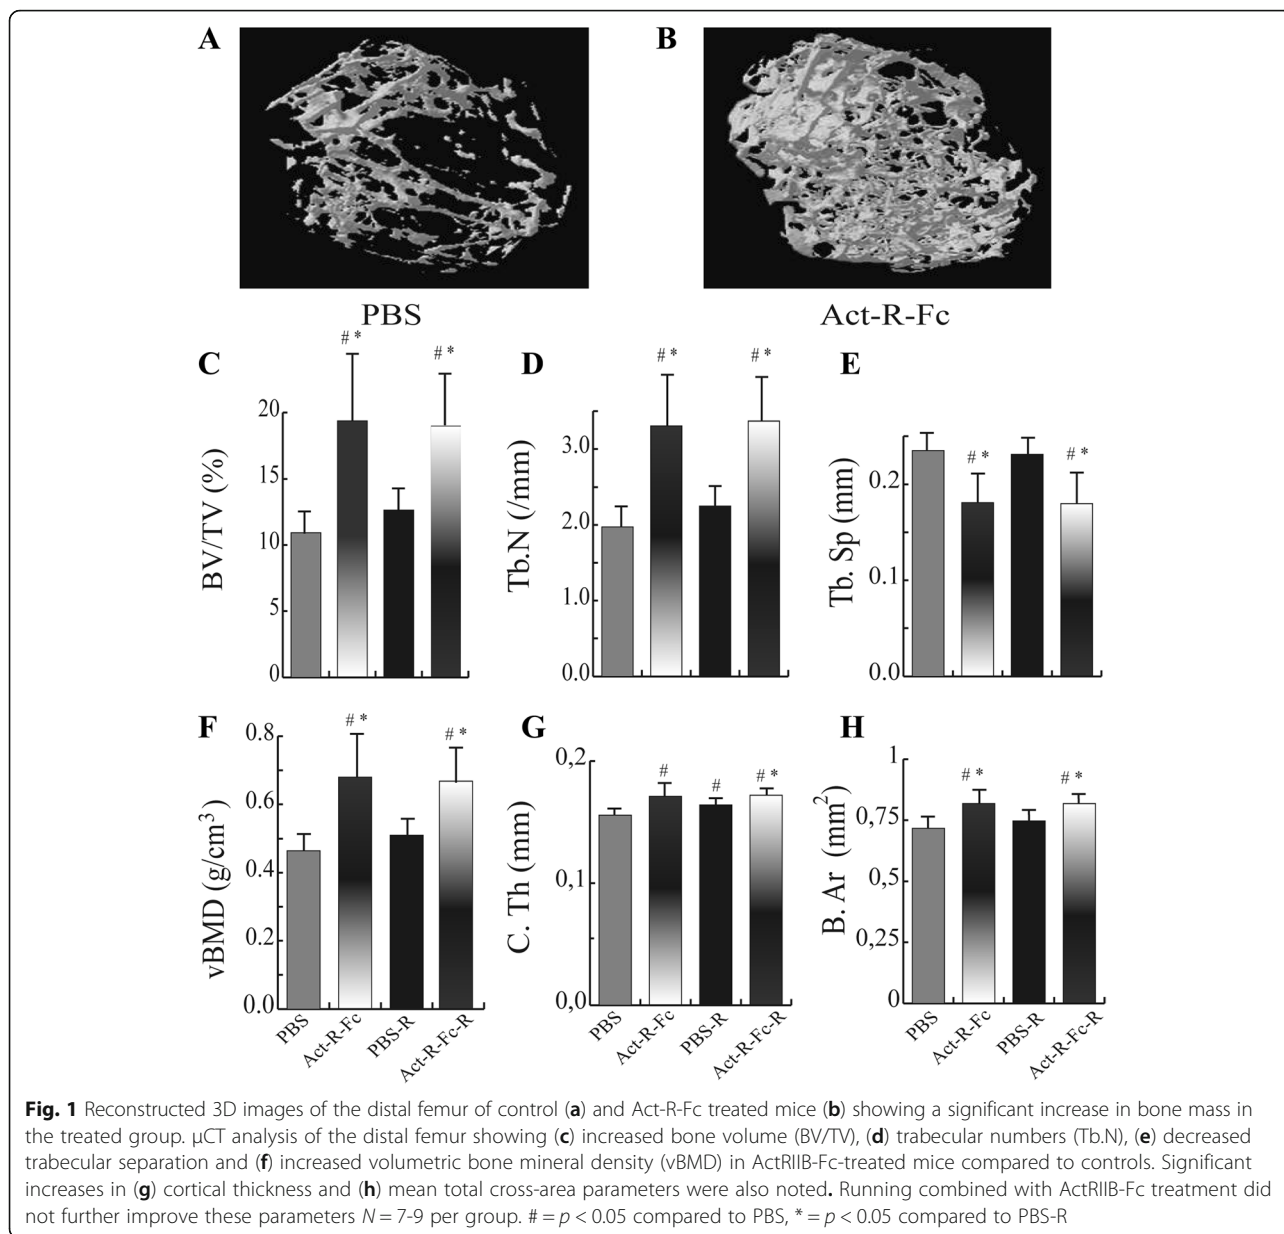 A
B
PBS
Act-R-Fc
C
BV/TV (%)
20
15
10
5
0
# *
# *
D
Tb.N (/mm)
3.0
2.0
1.0
0.0
# *
# *
E
Tb. Sp (mm)
0.2
0.1
0.0
# *
# *
F
vBMD (g/cm³)
0.8
0.6
0.4
0.2
0.0
# *
# *
PBS
Act-R-Fc
PBS-R
Act-R-Fc-R
G
C. Th (mm)
0,2
0,1
0,0
#
#
# *
PBS
Act-R-Fc
PBS-R
Act-R-Fc-R
H
B. Ar (mm²)
1
0,75
0,5
0,25
0
# *
# *
PBS
Act-R-Fc
PBS-R
Act-R-Fc-R
Fig. 1 Reconstructed 3D images of the distal femur of control (a) and Act-R-Fc treated mice (b) showing a significant increase in bone mass in
the treated group. µCT analysis of the distal femur showing (c) increased bone volume (BV/TV), (d) trabecular numbers (Tb.N), (e) decreased
trabecular separation and (f) increased volumetric bone mineral density (vBMD) in ActRIIB-Fc-treated mice compared to controls. Significant
increases in (g) cortical thickness and (h) mean total cross-area parameters were also noted. Running combined with ActRIIB-Fc treatment did
not further improve these parameters N = 7-9 per group. # = p < 0.05 compared to PBS, * = p < 0.05 compared to PBS-R